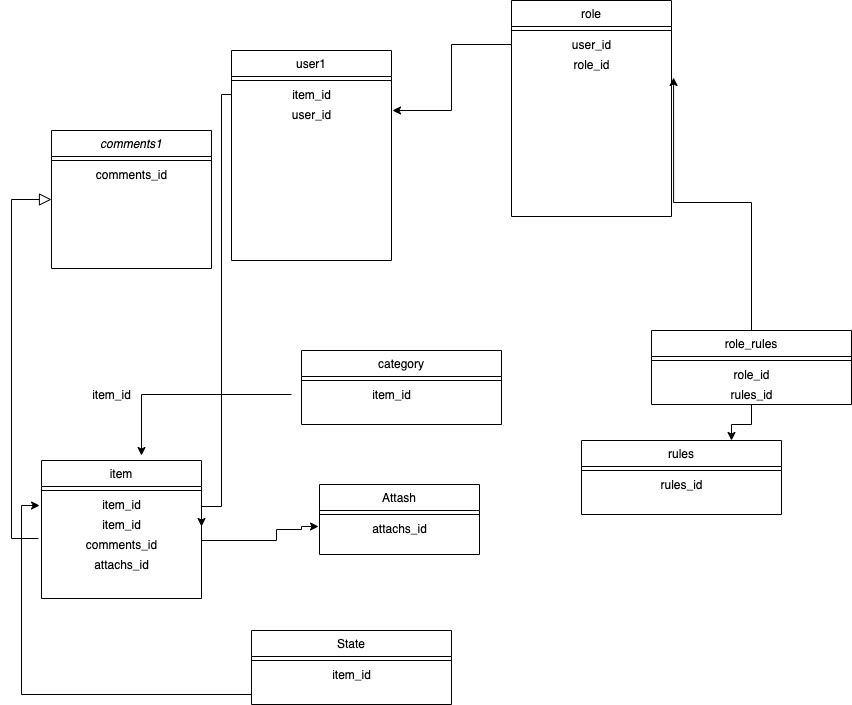 role
user_id
role_id
user1
item_id
user_id
comments1
comments_id
role_rules
role_id
rules_id
category
item_id
item_id
rules
rules_id
item
item_id
item_id
comments_id
attachs_id
Attash
attachs_id
State
item_id